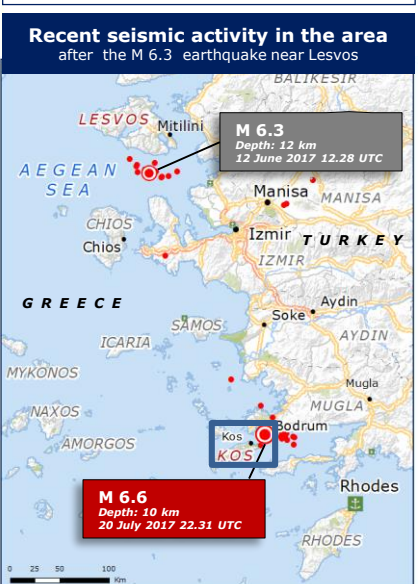 Recent seismic activity in the area
after the M 6.3 earthquake near Lesvos
BALIKESIR
LESVOS
Mitilini
M 6.3
Depth: 12 km
12 June 2017 12.28 UTC
AEGEAN
SEA
Manisa
MANISA
CHIOS
Chios
Izmir
TURKEY
IZMIR
GREECE
Aydin
SAMOS
Soke
ICARIA
AYDIN
MYKONOS
Mugla
NAXOS
MUGLA
Bodrum
Kos
AMORGOS
KOS
M 6.6
Depth: 10 km
20 July 2017 22.31 UTC
Rhodes
RHODES
0 25 50 100
Km